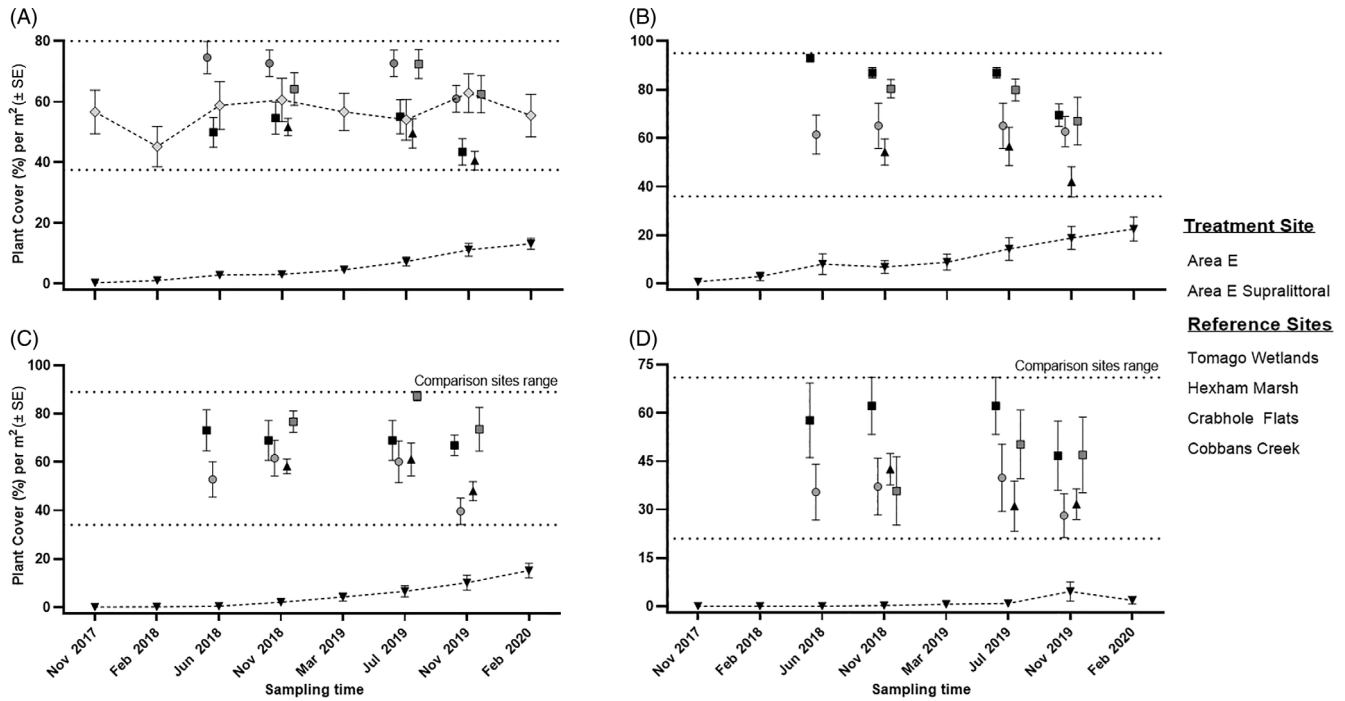 (A)
Plant Cover (%) per m² (± SE)
80
60
40
20
0
(B)
100
80
60
40
20
0
Treatment Site
Area E
Area E Supralittoral
Reference Sites
Tomago Wetlands
Hexham Marsh
Crabhole Flats
Cobbans Creek
(C)
Plant Cover (%) per m² (± SE)
100
80
60
40
20
0
Comparison sites range
Nov 2017
Feb 2018
Jun 2018
Nov 2018
Mar 2019
Jul 2019
Nov 2019
Feb 2020
Sampling time
(D)
75
60
45
30
15
0
Comparison sites range
Nov 2017
Feb 2018
Jun 2018
Nov 2018
Mar 2019
Jul 2019
Nov 2019
Feb 2020
Sampling time